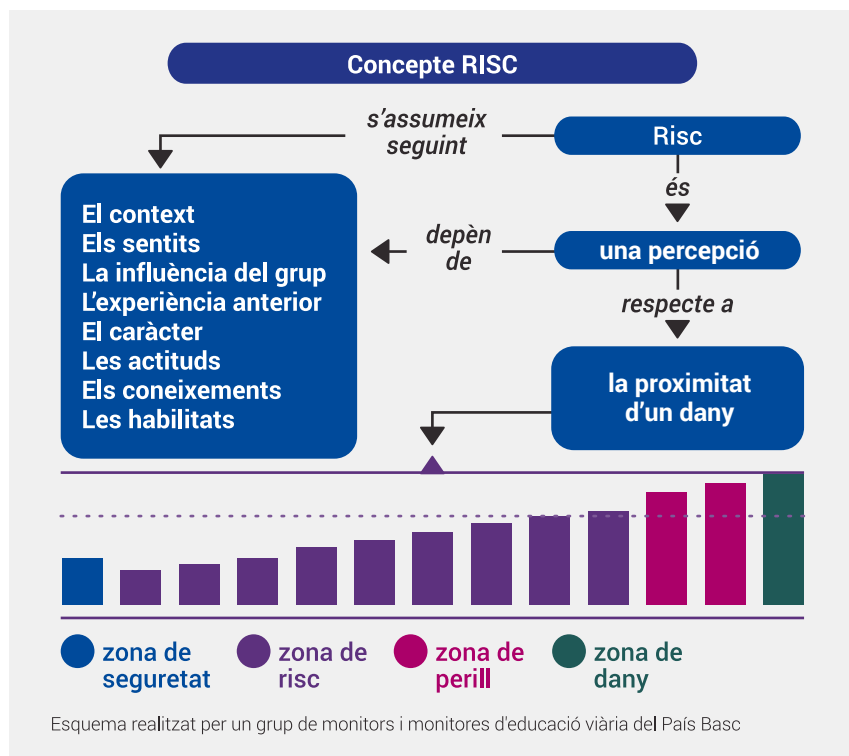 Concepte RISC
s'assumeix
seguint
Risc
és
El context
Els sentits
La influència del grup
L'experiència anterior
El caràcter
Les actituds
Els coneixements
Les habilitats
depèn
de
una percepció
respecte a
la proximitat
d'un dany
zona de
seguretat
zona de
risc
zona de
perill
zona de
dany
Esquema realitzat per un grup de monitors i monitores d'educació viària del País Basc